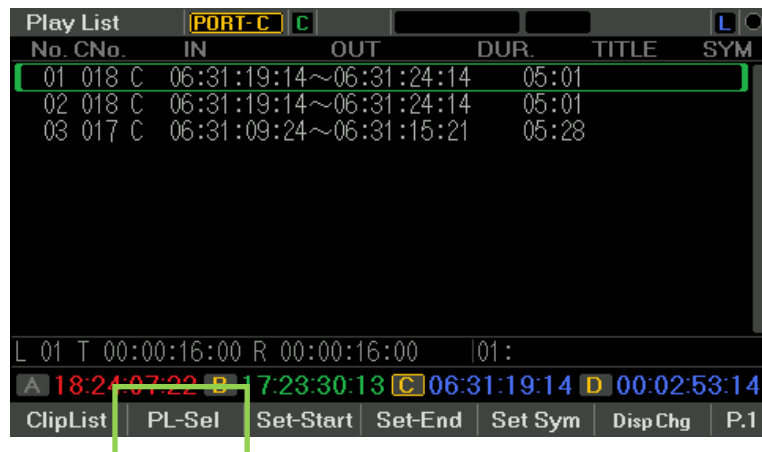 Play List PORT-C C L
No. CNo. IN OUT DUR. TITLE SYM
01 018 C 06:31:19:14～06:31:24:14 05:01
02 018 C 06:31:19:14～06:31:24:14 05:01
03 017 C 06:31:09:24～06:31:15:21 05:28
L 01 T 00:00:16:00 R 00:00:16:00 01:
A 18:24:07:22 B 17:23:30:13 C 06:31:19:14 D 00:02:53:14
ClipList PL-Sel Set-Start Set-End Set Sym Disp Chg P.1